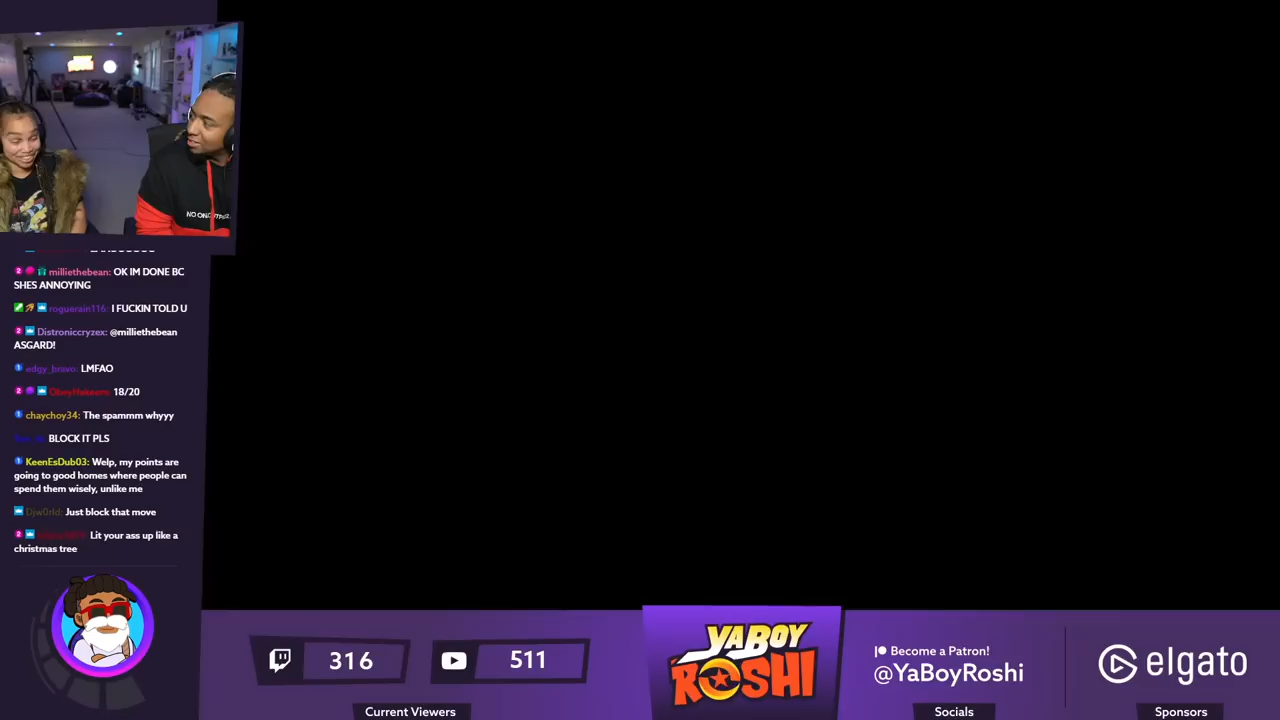 NO ONE
milliethebean: OK IM DONE BC
SHES ANNOYING
roguerain116: I FUCKIN TOLD U
Distroniccryzex: @milliethebean
ASGARD!
edgy_bravo: LMFAO
18/20
chaychoy34: The spammm whyyy
BLOCK IT PLS
KeenEsDub03: Welp, my points are
going to good homes where people can
spend them wisely, unlike me
Djw0rld: Just block that move
Lit your ass up like a
christmas tree
316
511
Current Viewers
YABOY
ROSHI
Become a Patron!
@YaBoyRoshi
Socials
elgato
Sponsors